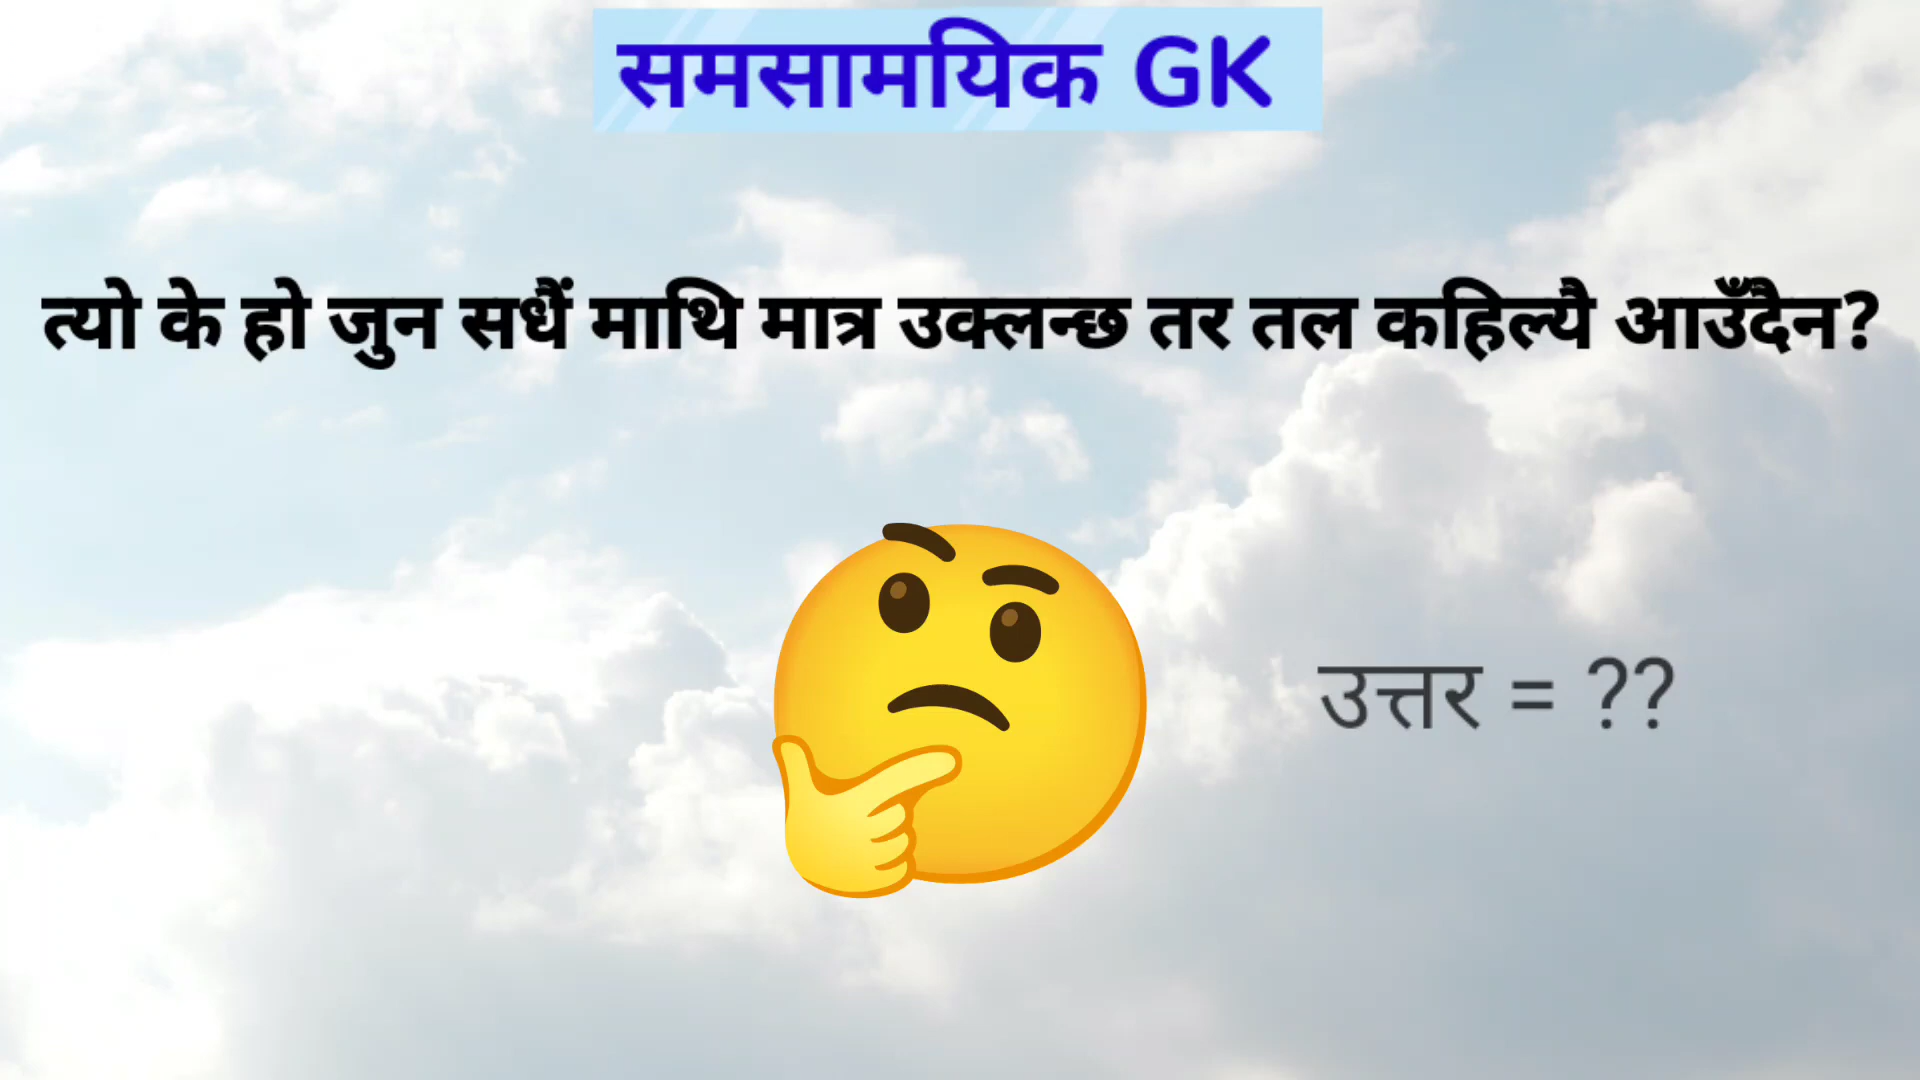 समसामयिक GK
त्यो के हो जुन सधैं माथि मात्र उक्लन्छ तर तल कहिल्यै आउँदैन?
उत्तर = ??